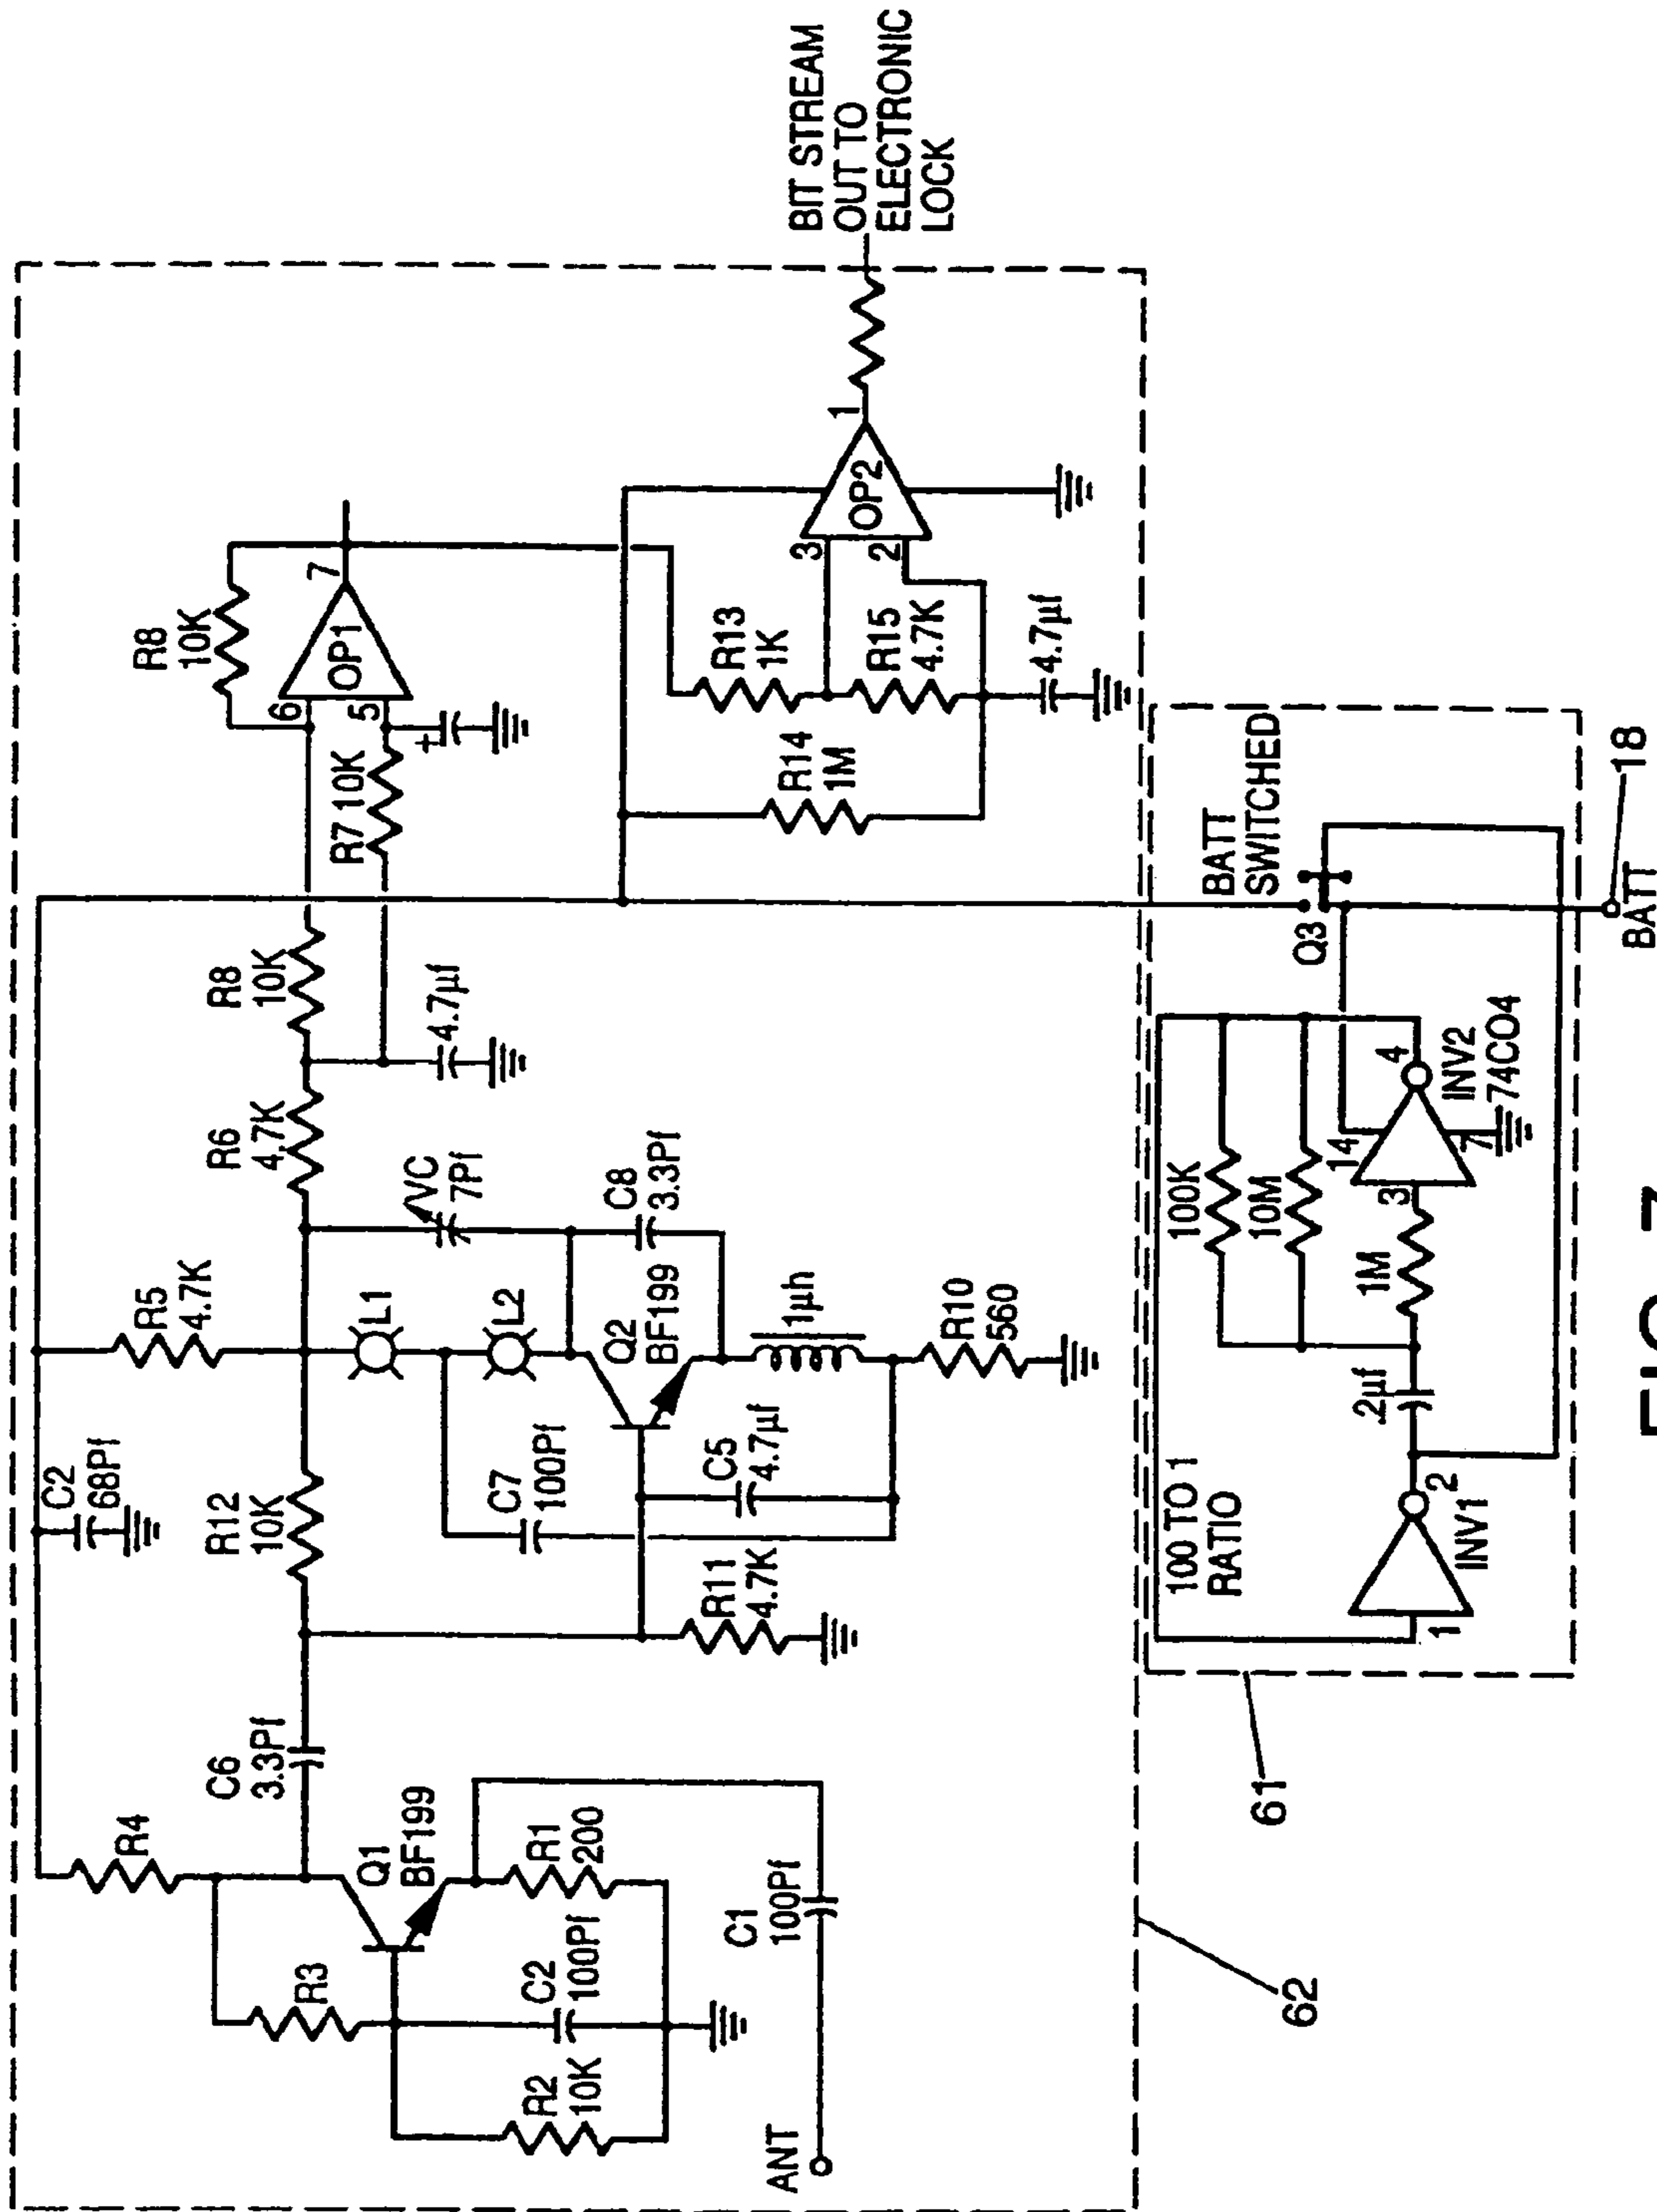 BIT STREAM
OUT TO
ELECTRONIC
LOCK
R8
10K
7
OP1
6
5
+
R7 10K
R8
10K
4.7µf
R6
4.7K
R5
4.7K
VC
7Pf
C8
3.3Pf
L1
L2
Q2
BF199
1µh
R10
560
C2
68Pf
R12
10K
C7
100Pf
C5
4.7µf
R11
4.7K
C6
3.3Pf
R4
Q1
BF199
R3
R1
200
C2
100Pf
R2
10K
C1
100Pf
ANT
1
OP2
3
2
R13
1K
R15
4.7K
R14
1M
4.7µf
62
BATT
SWITCHED
Q3
18
BATT
100K
10M
1M
14
3
4
7
INV2
74CO4
.2µf
100 TO 1
RATIO
1
2
INV1
61